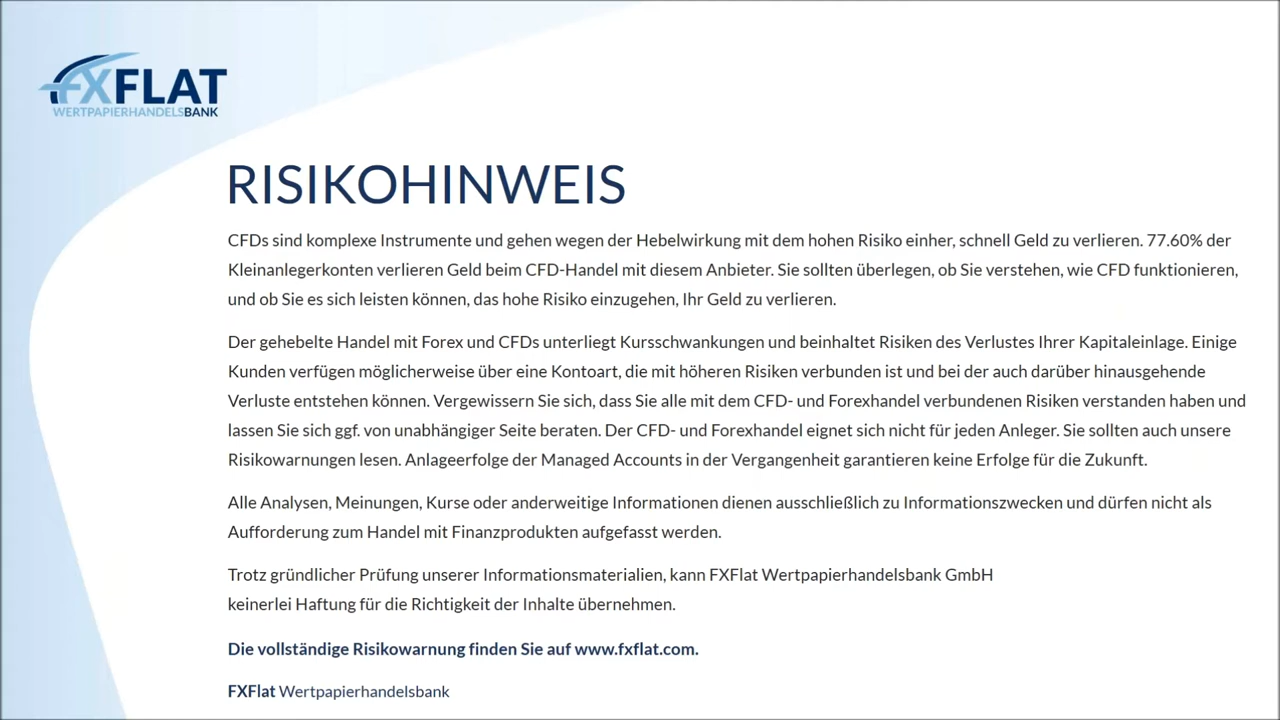 FXFLAT
WERTPAPIERHANDELSBANK
RISIKOHINWEIS
CFDs sind komplexe Instrumente und gehen wegen der Hebelwirkung mit dem hohen Risiko einher, schnell Geld zu verlieren. 77.60% der
Kleinanlegerkonten verlieren Geld beim CFD-Handel mit diesem Anbieter. Sie sollten überlegen, ob Sie verstehen, wie CFD funktionieren,
und ob Sie es sich leisten können, das hohe Risiko einzugehen, Ihr Geld zu verlieren.
Der gehebelte Handel mit Forex und CFDs unterliegt Kursschwankungen und beinhaltet Risiken des Verlustes Ihrer Kapitaleinlage. Einige
Kunden verfügen möglicherweise über eine Kontoart, die mit höheren Risiken verbunden ist und bei der auch darüber hinausgehende
Verluste entstehen können. Vergewissern Sie sich, dass Sie alle mit dem CFD- und Forexhandel verbundenen Risiken verstanden haben und
lassen Sie sich ggf. von unabhängiger Seite beraten. Der CFD- und Forexhandel eignet sich nicht für jeden Anleger. Sie sollten auch unsere
Risikowarnungen lesen. Anlageerfolge der Managed Accounts in der Vergangenheit garantieren keine Erfolge für die Zukunft.
Alle Analysen, Meinungen, Kurse oder anderweitige Informationen dienen ausschließlich zu Informationszwecken und dürfen nicht als
Aufforderung zum Handel mit Finanzprodukten aufgefasst werden.
Trotz gründlicher Prüfung unserer Informationsmaterialien, kann FXFlat Wertpapierhandelsbank GmbH
keinerlei Haftung für die Richtigkeit der Inhalte übernehmen.
Die vollständige Risikowarnung finden Sie auf www.fxflat.com.
FXFlat Wertpapierhandelsbank